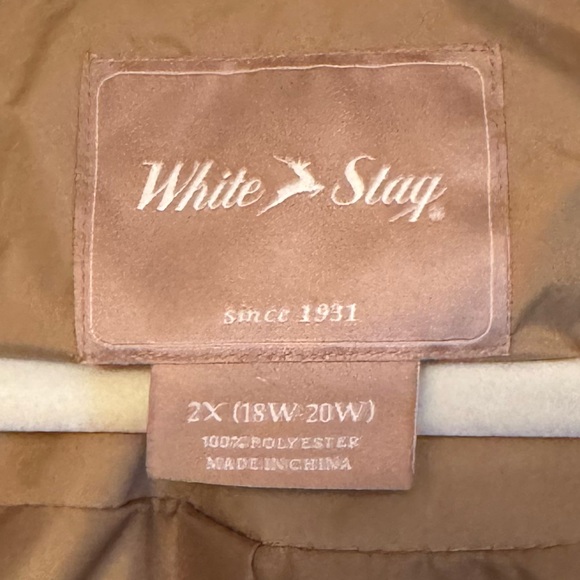 White Stag®
since 1931
2X (18W-20W)
100% POLYESTER
MADE IN CHINA